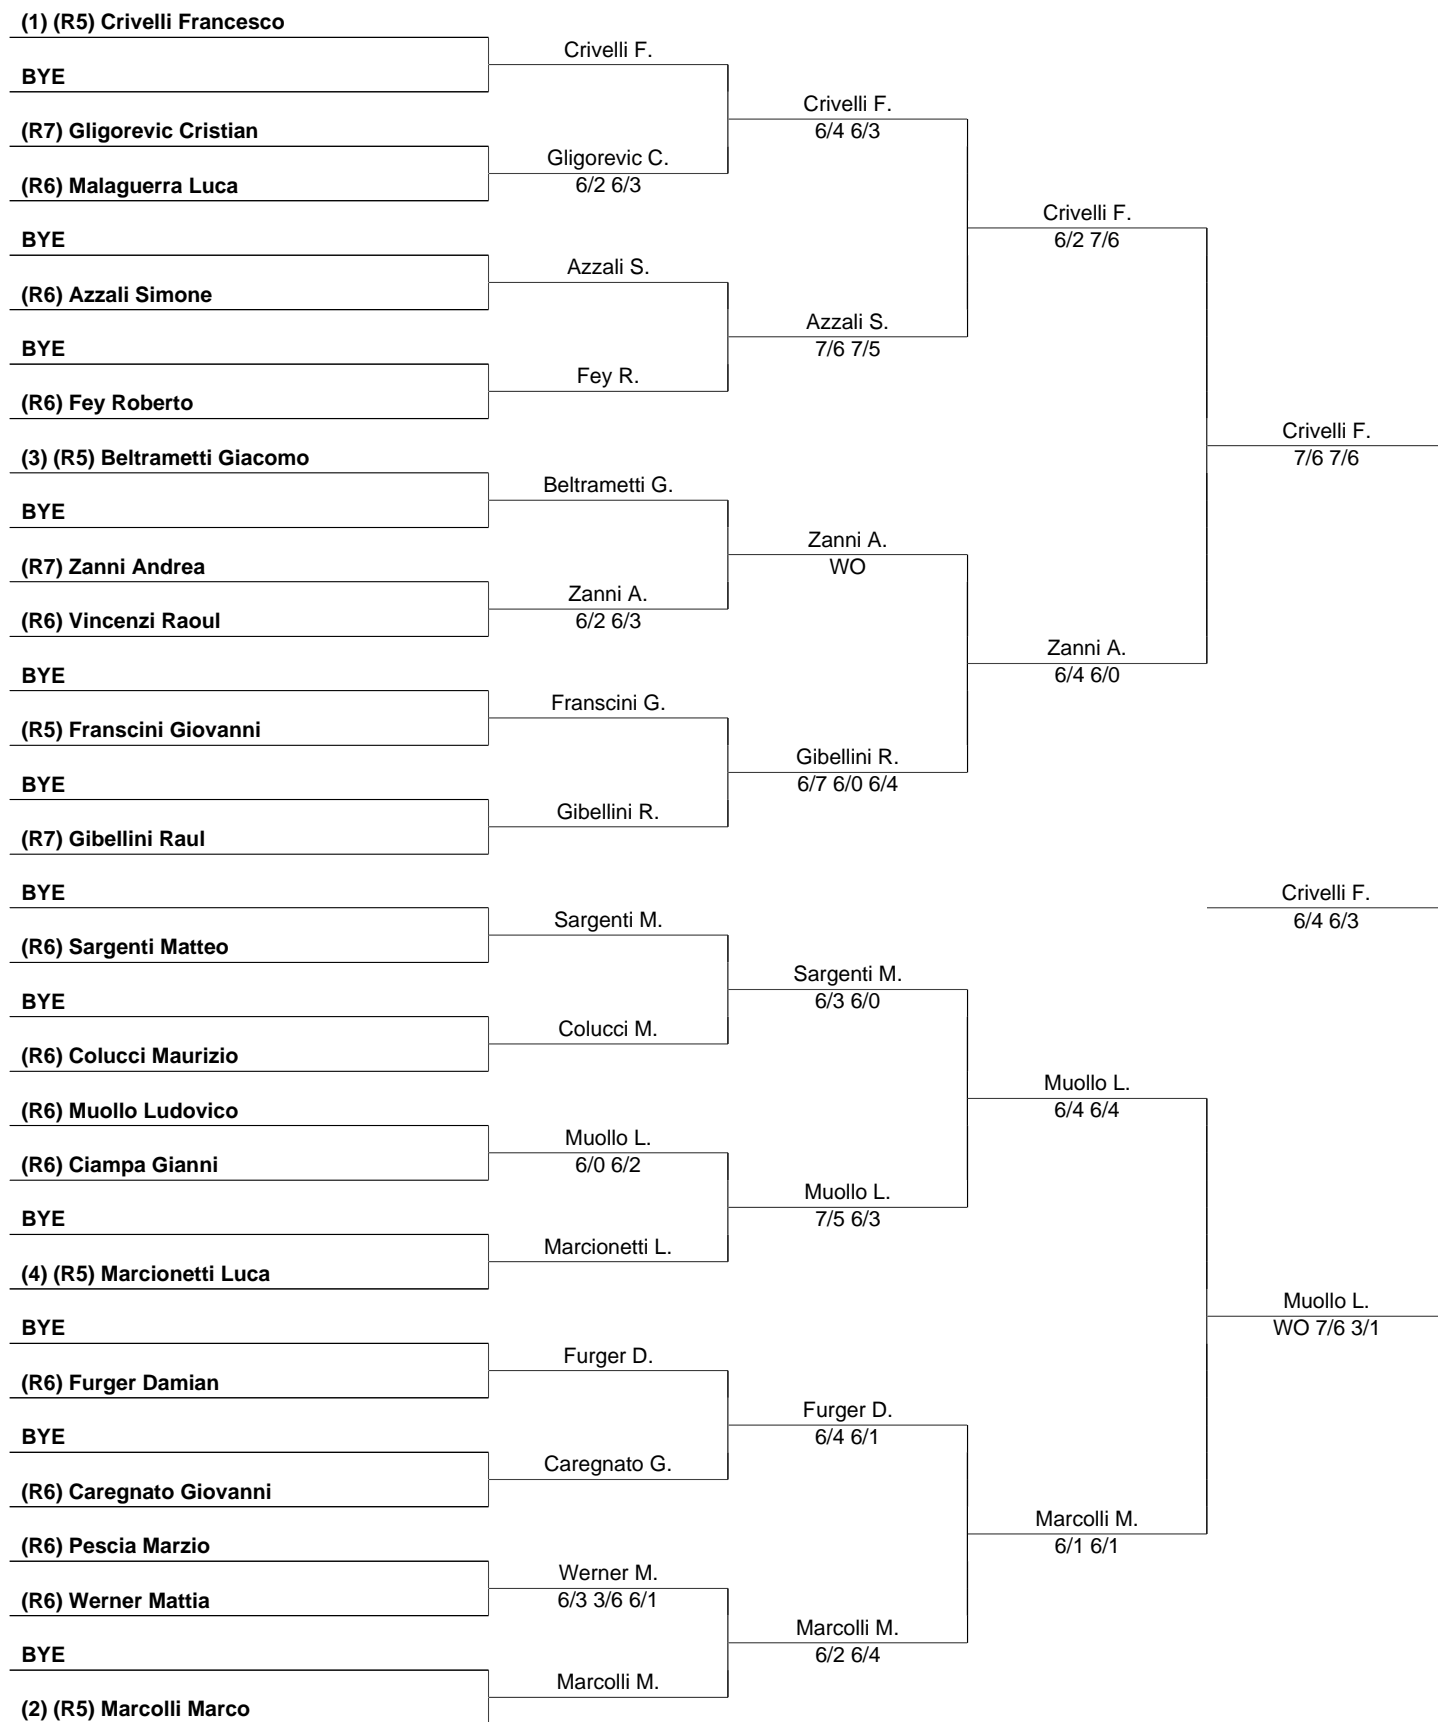 (1) (R5) Crivelli Francesco
BYE
(R7) Gligorevic Cristian
(R6) Malaguerra Luca
BYE
(R6) Azzali Simone
BYE
(R6) Fey Roberto
(3) (R5) Beltrametti Giacomo
BYE
(R7) Zanni Andrea
(R6) Vincenzi Raoul
BYE
(R5) Franscini Giovanni
BYE
(R7) Gibellini Raul
BYE
(R6) Sargenti Matteo
BYE
(R6) Colucci Maurizio
(R6) Muollo Ludovico
(R6) Ciampa Gianni
BYE
(4) (R5) Marcionetti Luca
BYE
(R6) Furger Damian
BYE
(R6) Caregnato Giovanni
(R6) Pescia Marzio
(R6) Werner Mattia
BYE
(2) (R5) Marcolli Marco
Crivelli F.
Gligorevic C.
6/2 6/3
Azzali S.
Fey R.
Beltrametti G.
Zanni A.
6/2 6/3
Franscini G.
Gibellini R.
Sargenti M.
Colucci M.
Muollo L.
6/0 6/2
Marcionetti L.
Furger D.
Caregnato G.
Werner M.
6/3 3/6 6/1
Marcolli M.
Crivelli F.
6/4 6/3
Azzali S.
7/6 7/5
Zanni A.
WO
Gibellini R.
6/7 6/0 6/4
Sargenti M.
6/3 6/0
Muollo L.
7/5 6/3
Furger D.
6/4 6/1
Marcolli M.
6/2 6/4
Crivelli F.
6/2 7/6
Zanni A.
6/4 6/0
Muollo L.
6/4 6/4
Marcolli M.
6/1 6/1
Crivelli F.
7/6 7/6
Crivelli F.
6/4 6/3
Muollo L.
WO 7/6 3/1